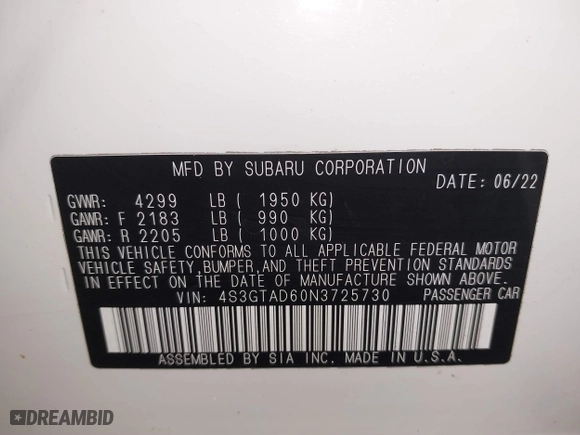 MFD BY SUBARU CORPORATION
DATE: 06/22
GVWR: 4299 LB ( 1950 KG)
GAWR: F 2183 LB ( 990 KG)
GAWR: R 2205 LB ( 1000 KG)
THIS VEHICLE CONFORMS TO ALL APPLICABLE FEDERAL MOTOR
VEHICLE SAFETY,BUMPER,AND THEFT PREVENTION STANDARDS
IN EFFECT ON THE DATE OF MANUFACTURE SHOWN ABOVE.
VIN: 4S3GTAD60N3725730 PASSENGER CAR
ASSEMBLED BY SIA INC. MADE IN U.S.A.
DREAMBID